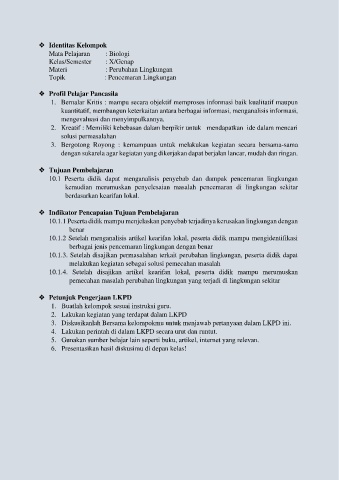 ❖ Identitas Kelompok
Mata Pelajaran : Biologi
Kelas/Semester : X/Genap
Materi : Perubahan Lingkungan
Topik : Pencemaran Lingkungan
❖ Profil Pelajar Pancasila
1. Bernalar Kritis : mampu secara objektif memproses informasi baik kualitatif maupun
kuantitatif, membangun keterkaitan antara berbagai informasi, menganalisis informasi,
mengevaluasi dan menyimpulkannya.
2. Kreatif : Memiliki kebebasan dalam berpikir untuk mendapatkan ide dalam mencari
solusi permasalahan
3. Bergotong Royong : kemampuan untuk melakukan kegiatan secara bersama-sama
dengan sukarela agar kegiatan yang dikerjakan dapat berjalan lancar, mudah dan ringan.
❖ Tujuan Pembelajaran
10.1 Peserta didik dapat menganalisis penyebab dan dampak pencemaran lingkungan
kemudian merumuskan penyelesaian masalah pencemaran di lingkungan sekitar
berdasarkan kearifan lokal.
❖ Indikator Pencapaian Tujuan Pembelajaran
10.1.1 Peserta didik mampu menjelaskan penyebab terjadinya kerusakan lingkungan dengan
benar
10.1.2 Setelah menganalisis artikel kearifan lokal, peserta didik mampu mengidentifikasi
berbagai jenis pencemaran lingkungan dengan benar
10.1.3. Setelah disajikan permasalahan terkait perubahan lingkungan, peserta didik dapat
melakukan kegiatan sebagai solusi pemecahan masalah
10.1.4. Setelah disajikan artikel kearifan lokal, peserta didik mampu merumuskan
pemecahan masalah perubahan lingkungan yang terjadi di lingkungan sekitar
❖ Petunjuk Pengerjaan LKPD
1. Buatlah kelompok sesuai instruksi guru.
2. Lakukan kegiatan yang terdapat dalam LKPD
3. Diskusikanlah Bersama kelompokmu untuk menjawab pertanyaan dalam LKPD ini.
4. Lakukan perintah di dalam LKPD secara urut dan runtut.
5. Gunakan sumber belajar lain seperti buku, artikel, internet yang relevan.
6. Presentasikan hasil diskusimu di depan kelas!